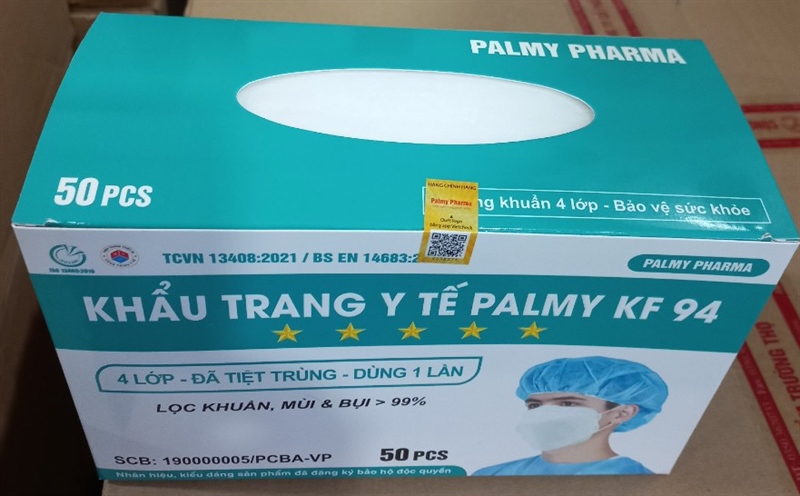 PALMY PHARMA
50 PCS
HÀNG CHÍNH HÃNG
Palmy Pharma
khuẩn 4 lớp - Bảo vệ sức khỏe
ISO 13485:2016
TCVN 13408:2021 / BS EN 14683:2
PALMY PHARMA
KHẨU TRANG Y TẾ PALMY KF 94
4 LỚP - ĐÃ TIỆT TRÙNG - DÙNG 1 LẦN
LỌC KHUẨN, MÙI & BỤI > 99%
SCB: 190000005/PCBA-VP
50 PCS
Nhãn hiệu, kiểu dáng sản phẩm đã đăng ký bảo hộ độc quyền